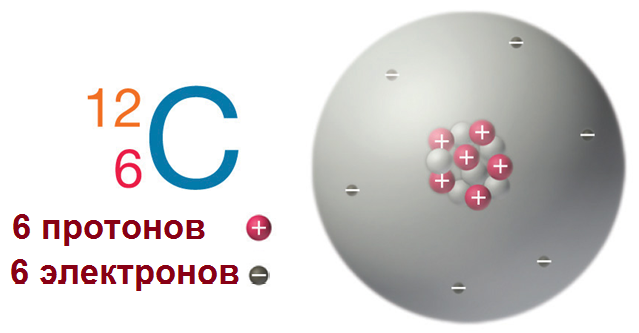 12
6 C
6 протонов +
6 электронов −